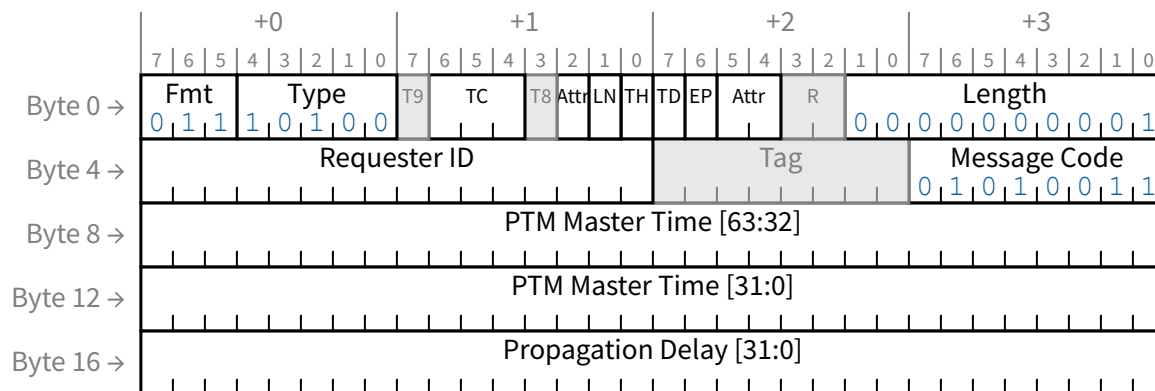 +0 +1 +2 +3
7 6 5 4 3 2 1 0 7 6 5 4 3 2 1 0 7 6 5 4 3 2 1 0 7 6 5 4 3 2 1 0
Byte 0 → Fmt Type T9 TC T8 Attr LN TH TD EP Attr R Length
0 1 1 1 0 1 0 0 0 0 0 0 0 0 0 0 0 1
Byte 4 → Requester ID Tag Message Code
0 1 0 1 0 0 1 1
Byte 8 → PTM Master Time [63:32]
Byte 12 → PTM Master Time [31:0]
Byte 16 → Propagation Delay [31:0]